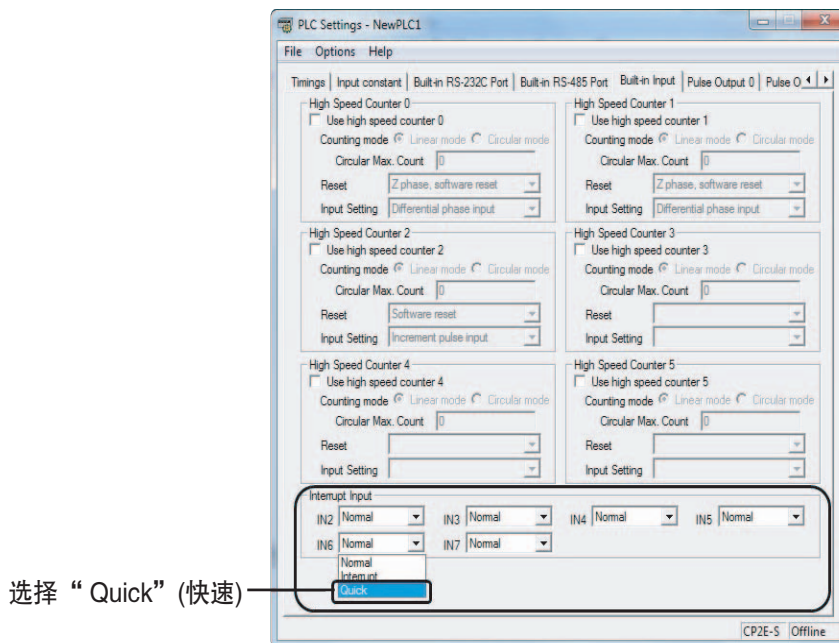 PLC Settings - NewPLC1
File Options Help
Timings Input constant Built-in RS-232C Port Built-in RS-485 Port Built-in Input Pulse Output 0 Pulse O
High Speed Counter 0
Use high speed counter 0
Counting mode Linear mode Circular mode
Circular Max. Count 0
Reset Z phase, software reset
Input Setting Differential phase input
High Speed Counter 1
Use high speed counter 1
Counting mode Linear mode Circular mode
Circular Max. Count 0
Reset Z phase, software reset
Input Setting Differential phase input
High Speed Counter 2
Use high speed counter 2
Counting mode Linear mode Circular mode
Circular Max. Count 0
Reset Software reset
Input Setting Increment pulse input
High Speed Counter 3
Use high speed counter 3
Counting mode Linear mode Circular mode
Circular Max. Count 0
Reset
Input Setting
High Speed Counter 4
Use high speed counter 4
Counting mode Linear mode Circular mode
Circular Max. Count 0
Reset
Input Setting
High Speed Counter 5
Use high speed counter 5
Counting mode Linear mode Circular mode
Circular Max. Count 0
Reset
Input Setting
Interrupt Input
IN2 Normal IN3 Normal IN4 Normal IN5 Normal
IN6 Normal IN7 Normal
Normal
Interrupt
Quick
选择“ Quick”(快速)
CP2E-S Offline